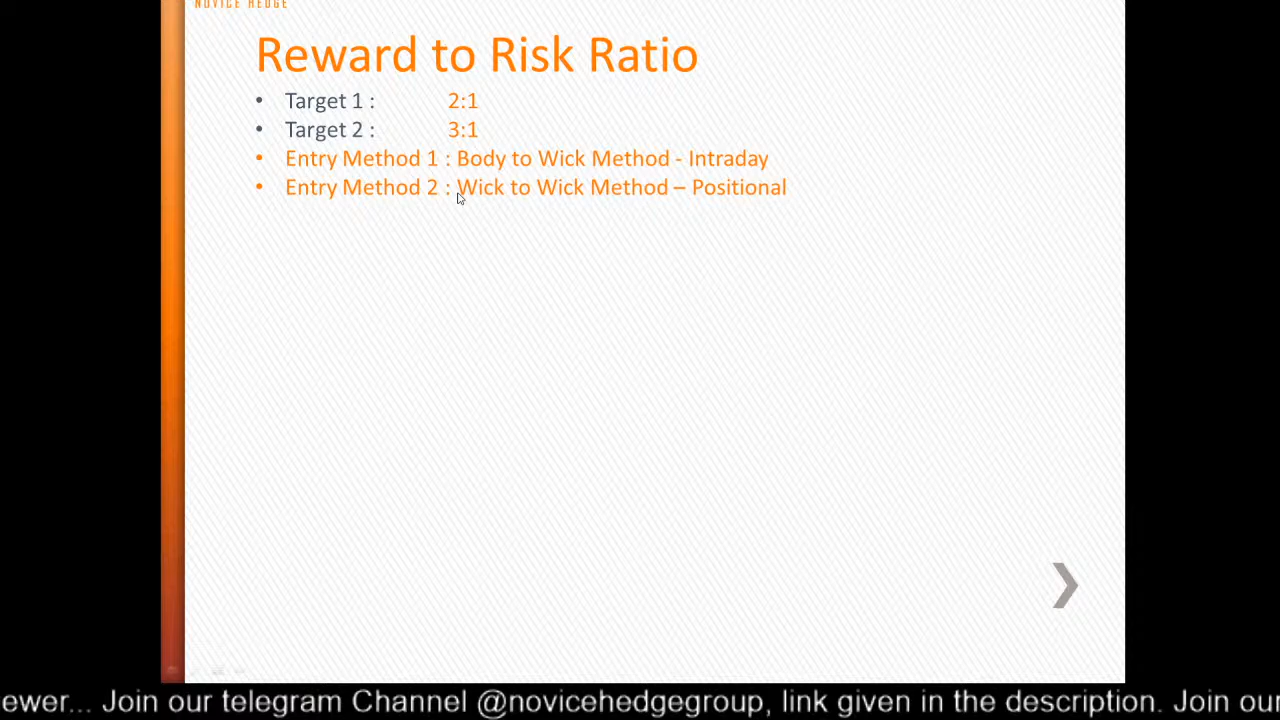 NOVICE HEDGE
Reward to Risk Ratio
• Target 1 : 2:1
• Target 2 : 3:1
• Entry Method 1 : Body to Wick Method - Intraday
• Entry Method 2 : Wick to Wick Method – Positional
ewer... Join our telegram Channel @novicehedgegroup, link given in the description. Join our